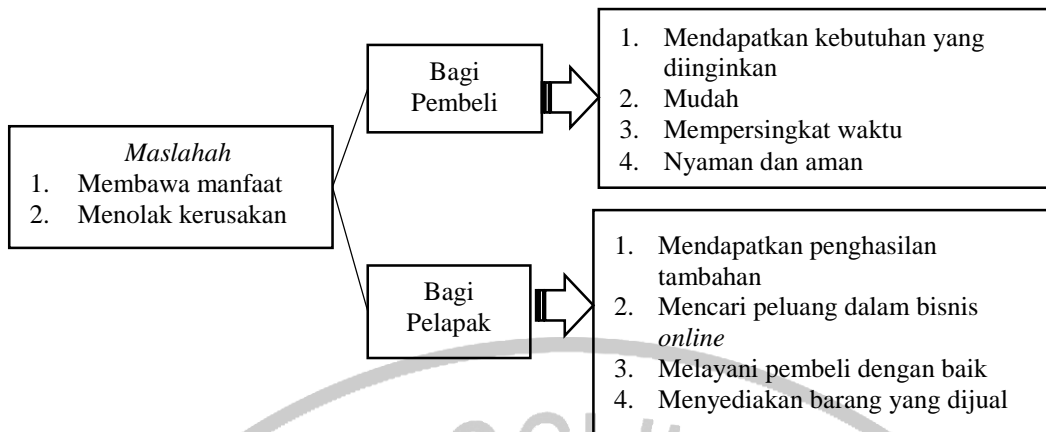 Maslahah
1. Membawa manfaat
2. Menolak kerusakan
Bagi
Pembeli
1. Mendapatkan kebutuhan yang
diinginkan
2. Mudah
3. Mempersingkat waktu
4. Nyaman dan aman
Bagi
Pelapak
1. Mendapatkan penghasilan
tambahan
2. Mencari peluang dalam bisnis
online
3. Melayani pembeli dengan baik
4. Menyediakan barang yang dijual